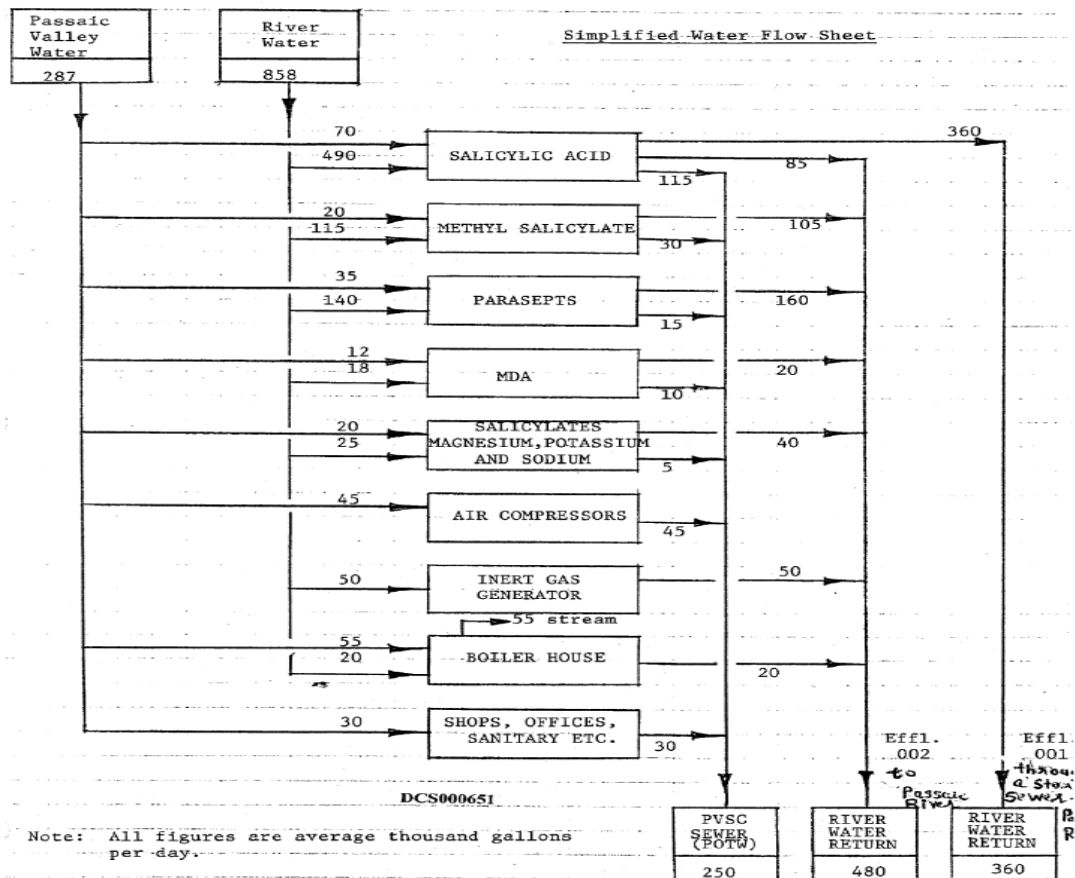 Passaic
Valley
Water
287
River
Water
858
Simplified Water Flow Sheet
70
490
SALICYLIC ACID
360
85
115
20
115
METHYL SALICYLATE
105
30
35
140
PARASEPTS
160
15
12
18
MDA
20
10
20
25
SALICYLATES
MAGNESIUM, POTASSIUM
AND SODIUM
40
5
45
AIR COMPRESSORS
45
50
INERT GAS
GENERATOR
50
55 stream
55
20
BOILER HOUSE
20
30
SHOPS, OFFICES,
SANITARY ETC.
30
Effl.
002
to
Passaic
River
Effl.
001
a
Sewer
DCS000651
Note: All figures are average thousand gallons
per day.
PVSC
SEWER
(POTW)
250
RIVER
WATER
RETURN
480
RIVER
WATER
RETURN
360